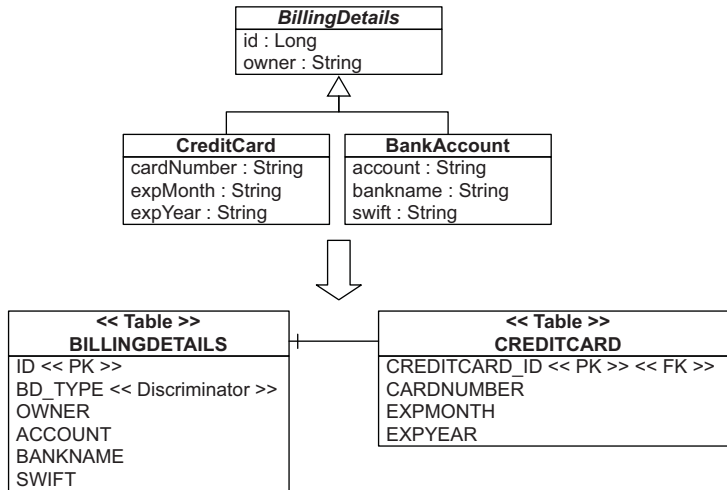 BillingDetails
id : Long
owner : String
CreditCard
cardNumber : String
expMonth : String
expYear : String
BankAccount
account : String
bankname : String
swift : String
<< Table >>
BILLINGDETAILS
ID << PK >>
BD_TYPE << Discriminator >>
OWNER
ACCOUNT
BANKNAME
SWIFT
<< Table >>
CREDITCARD
CREDITCARD_ID << PK >> << FK >>
CARDNUMBER
EXPMONTH
EXPYEAR